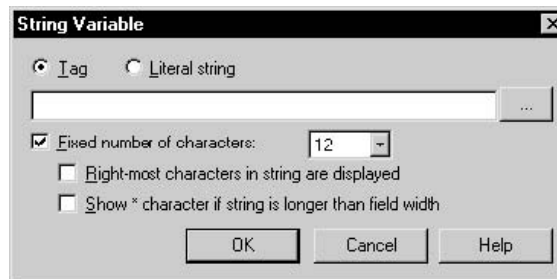 String Variable
Tag Literal string
...
Fixed number of characters: 12
Right-most characters in string are displayed
Show * character if string is longer than field width
OK Cancel Help